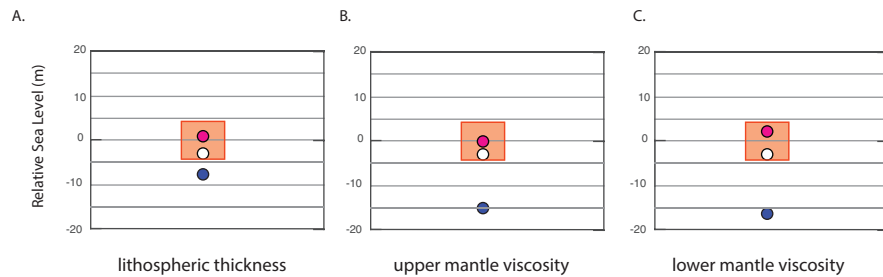 A.
B.
C.
Relative Sea Level (m)
20
10
0
-10
-20
20
10
0
-10
-20
20
10
0
-10
-20
lithospheric thickness
upper mantle viscosity
lower mantle viscosity